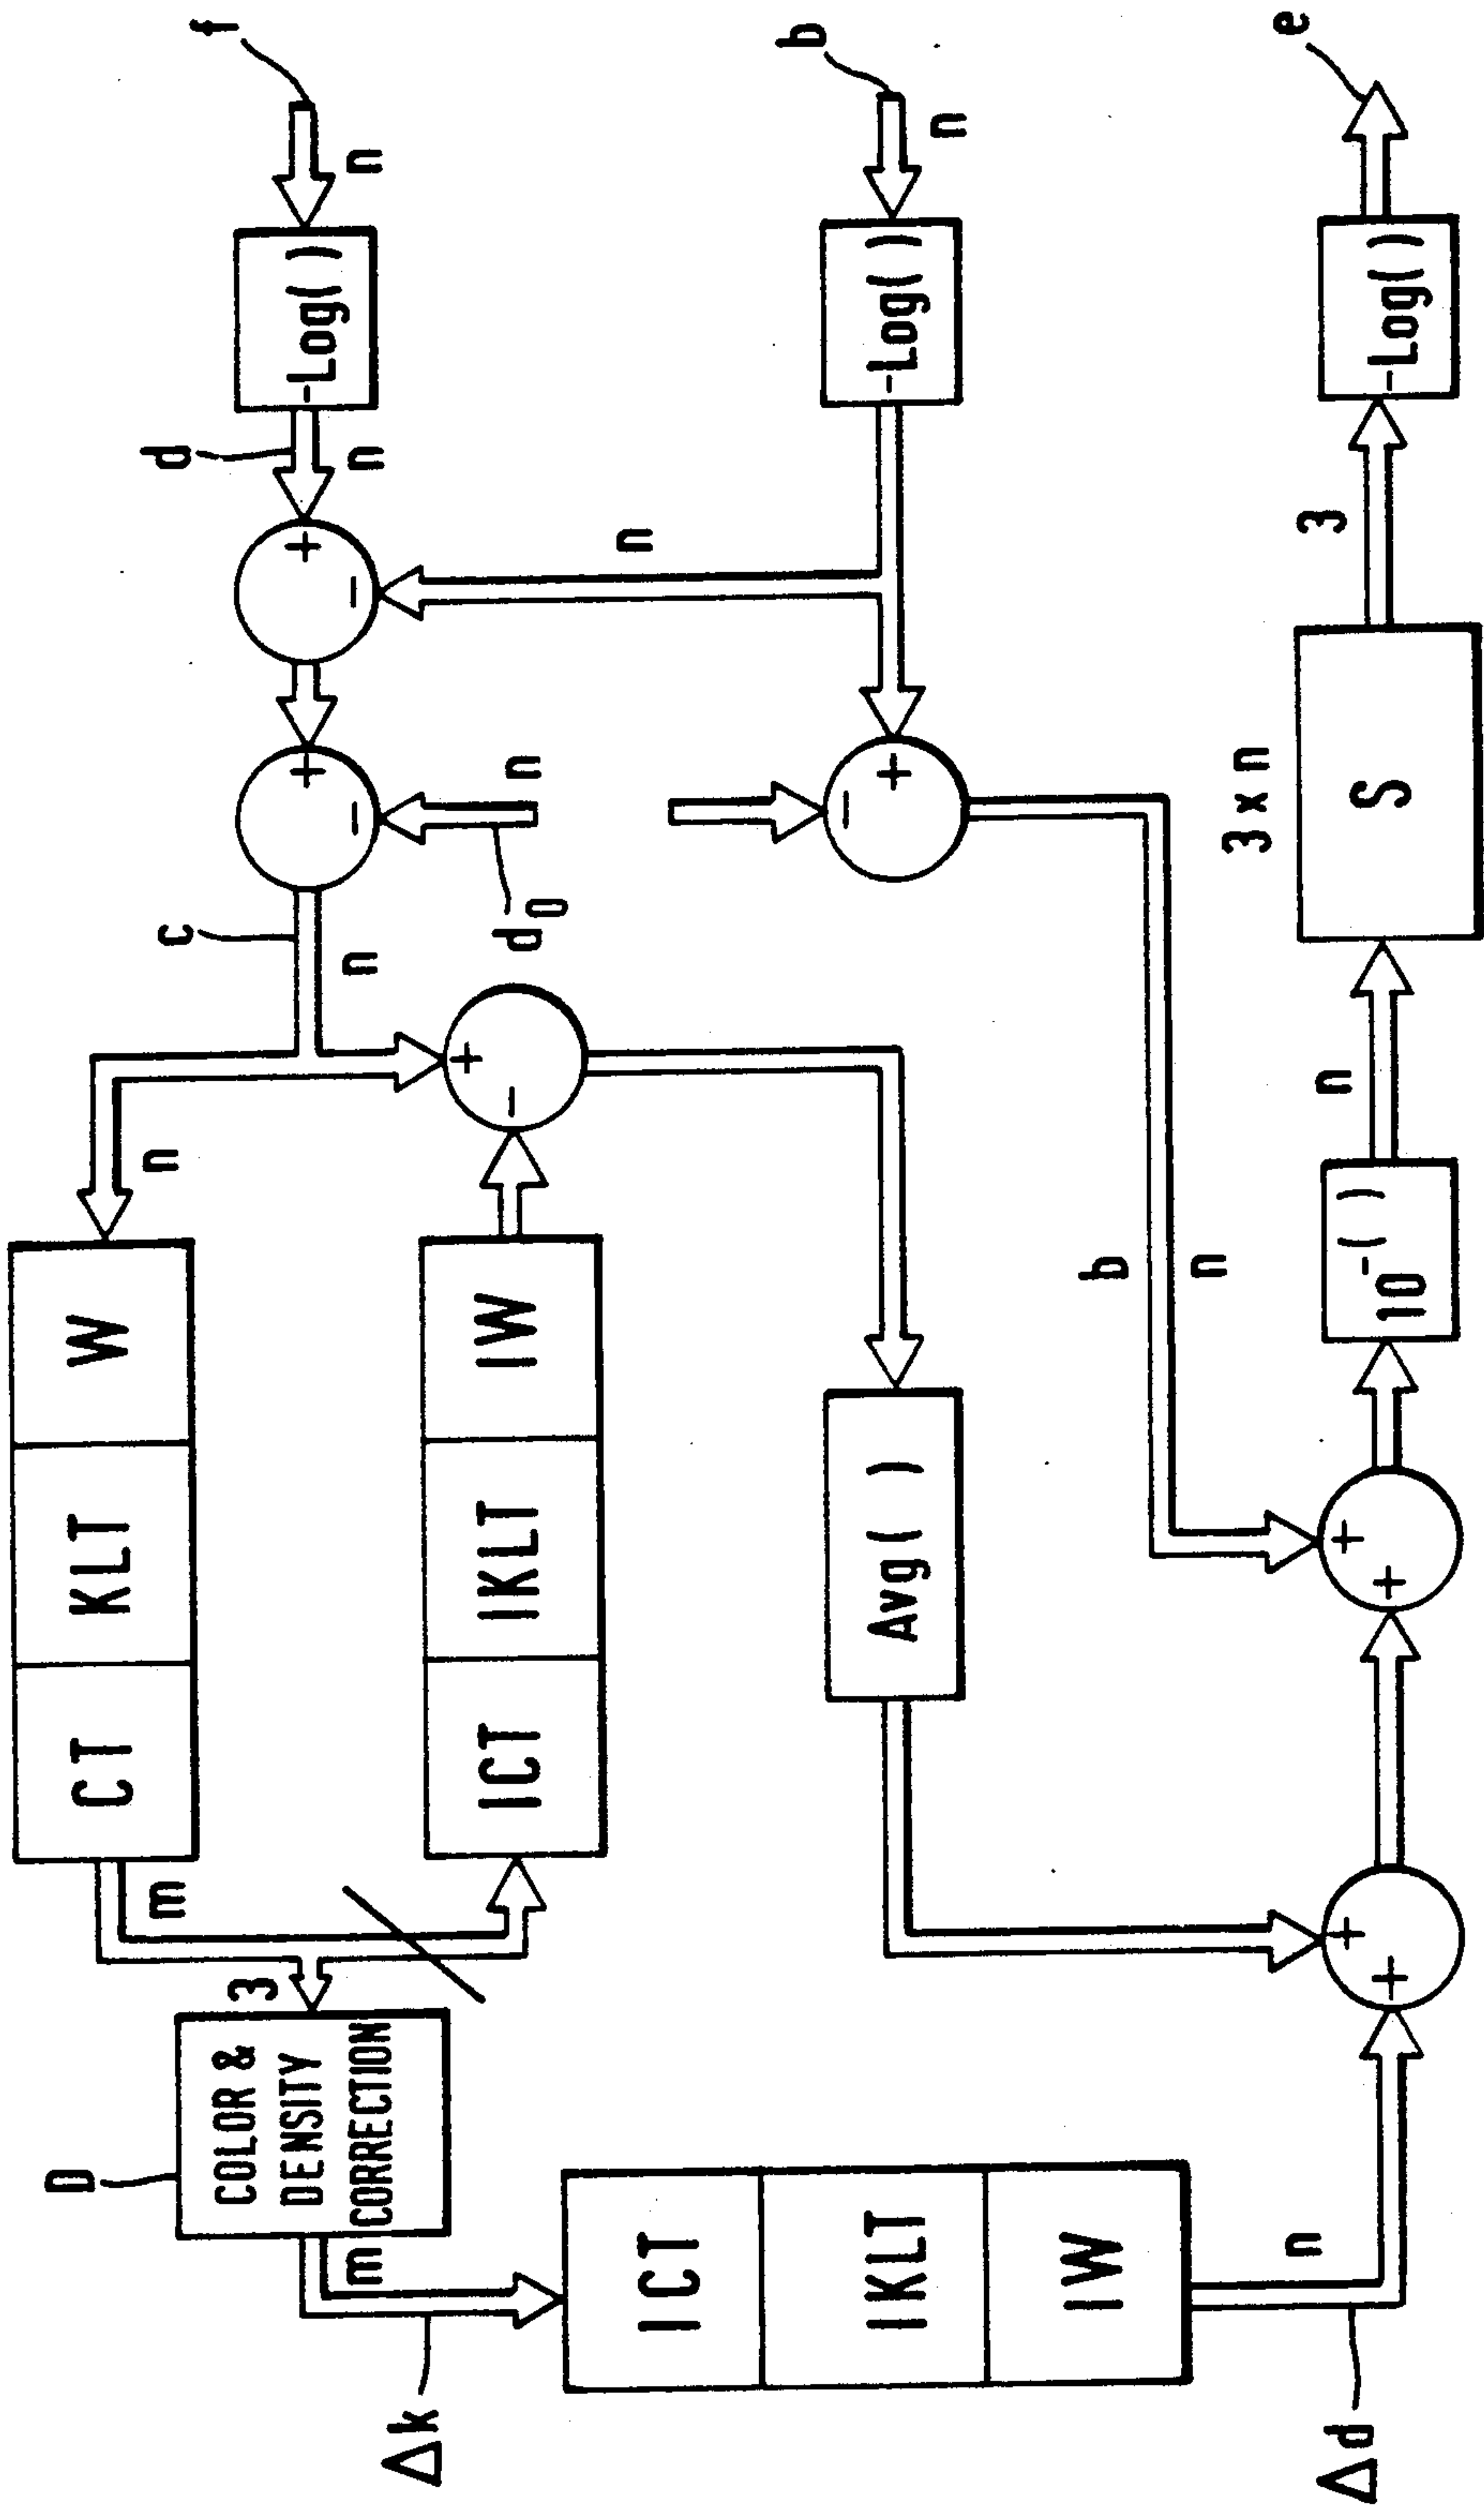 f
n
-Log( )
d
n
+
-
n
+
-
c
n
n
d0
n
+
-
W
KLT
CT
IW
IKLT
ICT
m
3
COLOR &
DENSITY
CORRECTION
D
m
Δk
ICT
IKLT
IW
n
Δd
b
n
-Log( )
-
+
b
n
Avg( )
+
+
+
+
10-( )
n
3 x n
S
3
-Log( )
e